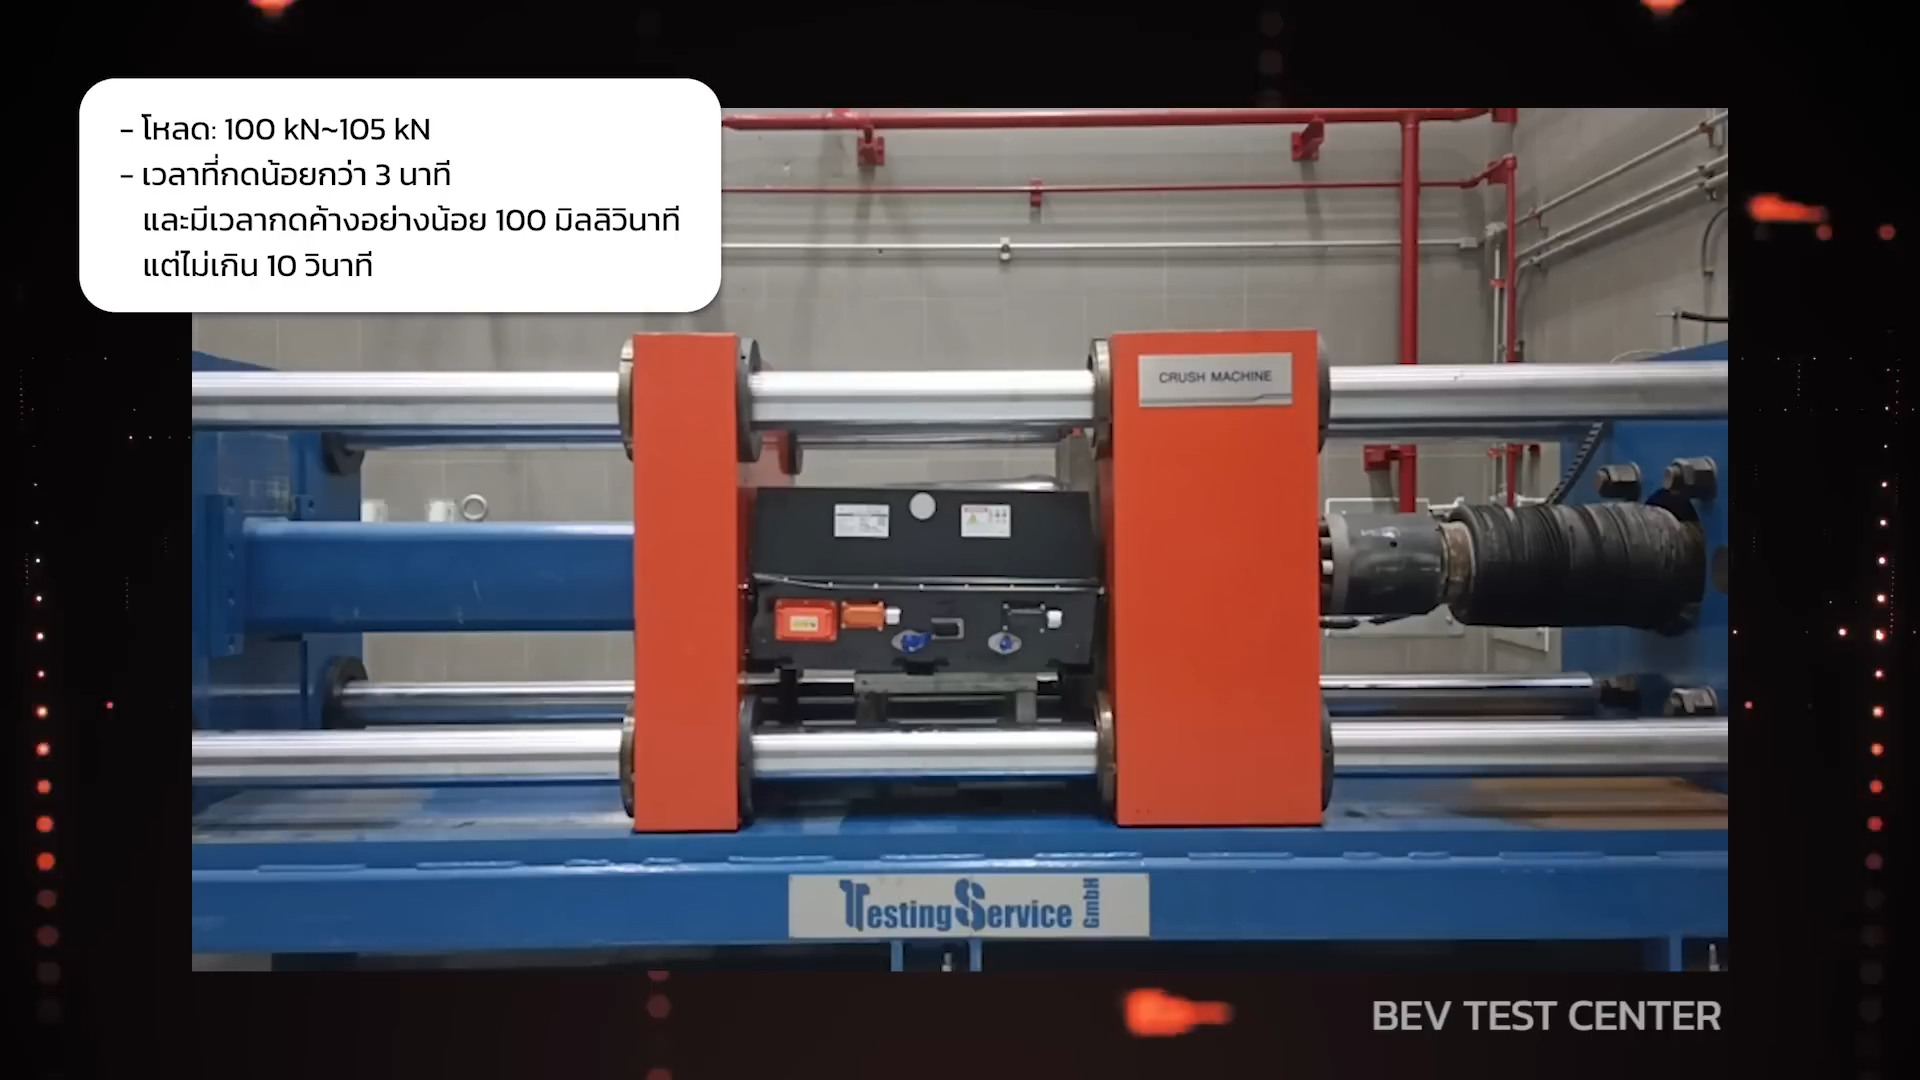 - โหลด: 100 kN~105 kN
- เวลาที่กดน้อยกว่า 3 นาที
และมีเวลากดค้างอย่างน้อย 100 มิลลิวินาที
แต่ไม่เกิน 10 วินาที
CRUSH MACHINE
Testing Service GmbH
BEV TEST CENTER